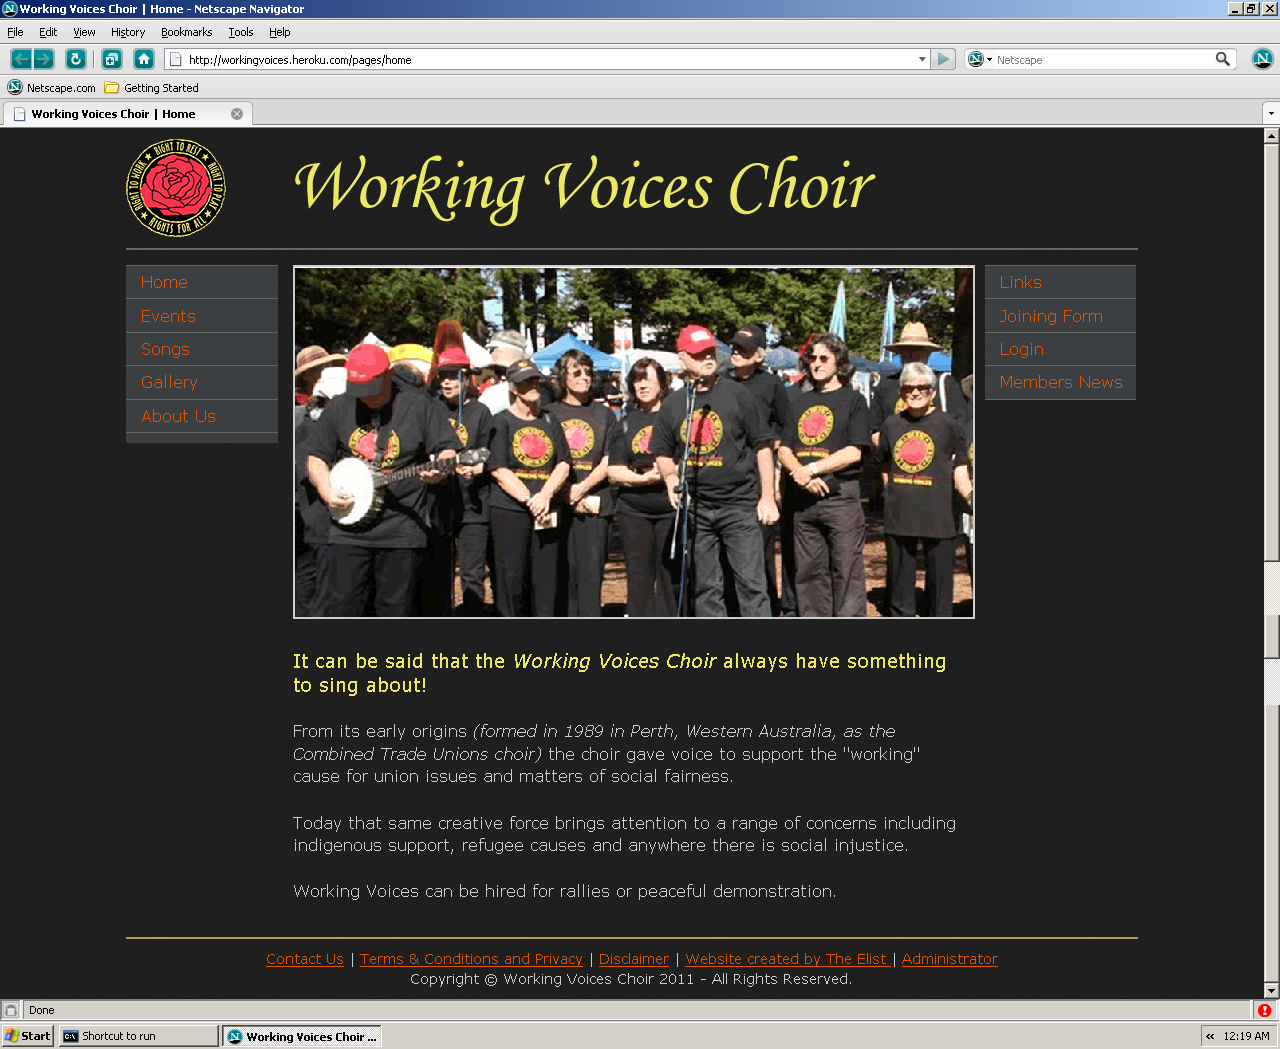 Working Voices Choir | Home - Netscape Navigator
File Edit View History Bookmarks Tools Help
http://workingvoices.heroku.com/pages/home
Netscape
Netscape.com Getting Started
Working Voices Choir | Home
RIGHT TO WORK • RIGHT TO REST • RIGHT TO PLAY • RIGHTS FOR ALL
Working Voices Choir
Home
Events
Songs
Gallery
About Us
Links
Joining Form
Login
Members News
It can be said that the Working Voices Choir always have something
to sing about!
From its early origins (formed in 1989 in Perth, Western Australia, as the
Combined Trade Unions choir) the choir gave voice to support the "working"
cause for union issues and matters of social fairness.
Today that same creative force brings attention to a range of concerns including
indigenous support, refugee causes and anywhere there is social injustice.
Working Voices can be hired for rallies or peaceful demonstration.
Contact Us | Terms & Conditions and Privacy | Disclaimer | Website created by The Elist | Administrator
Copyright © Working Voices Choir 2011 - All Rights Reserved.
Done
Start Shortcut to run Working Voices Choir ... « 12:19 AM